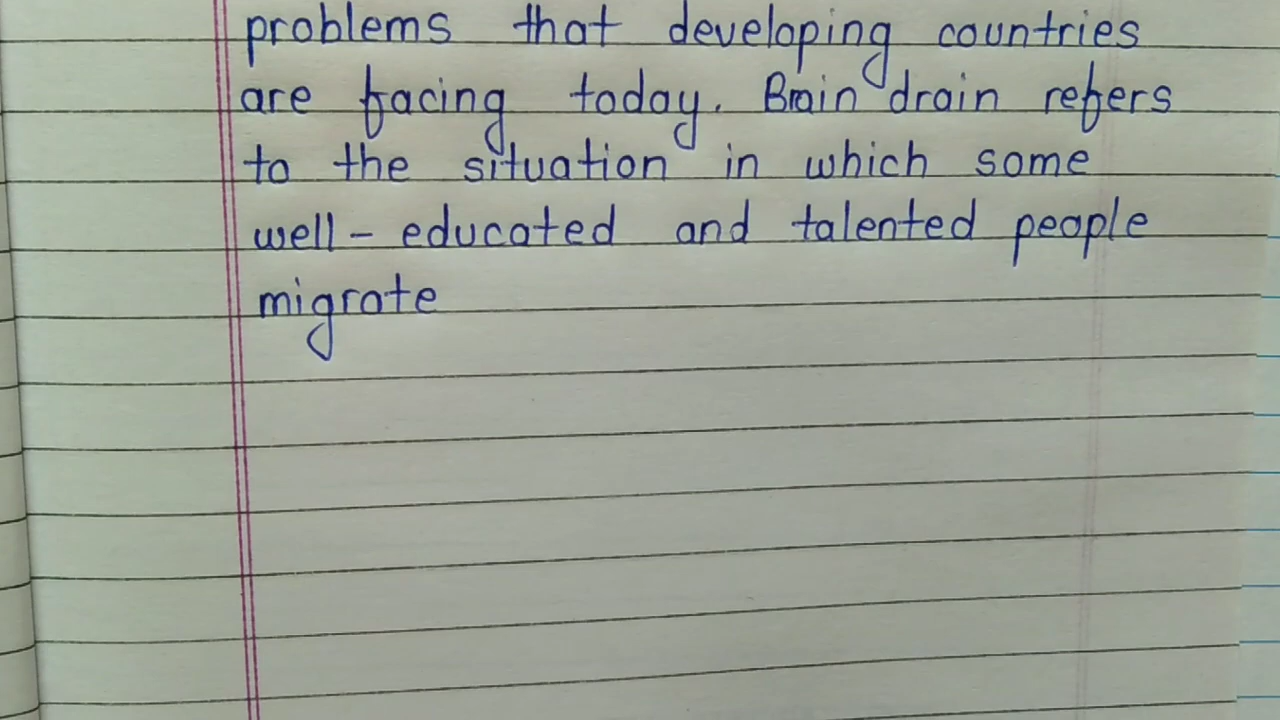 problems that developing countries
are facing today. Brain drain refers
to the situation in which some
well-educated and talented people
migrate